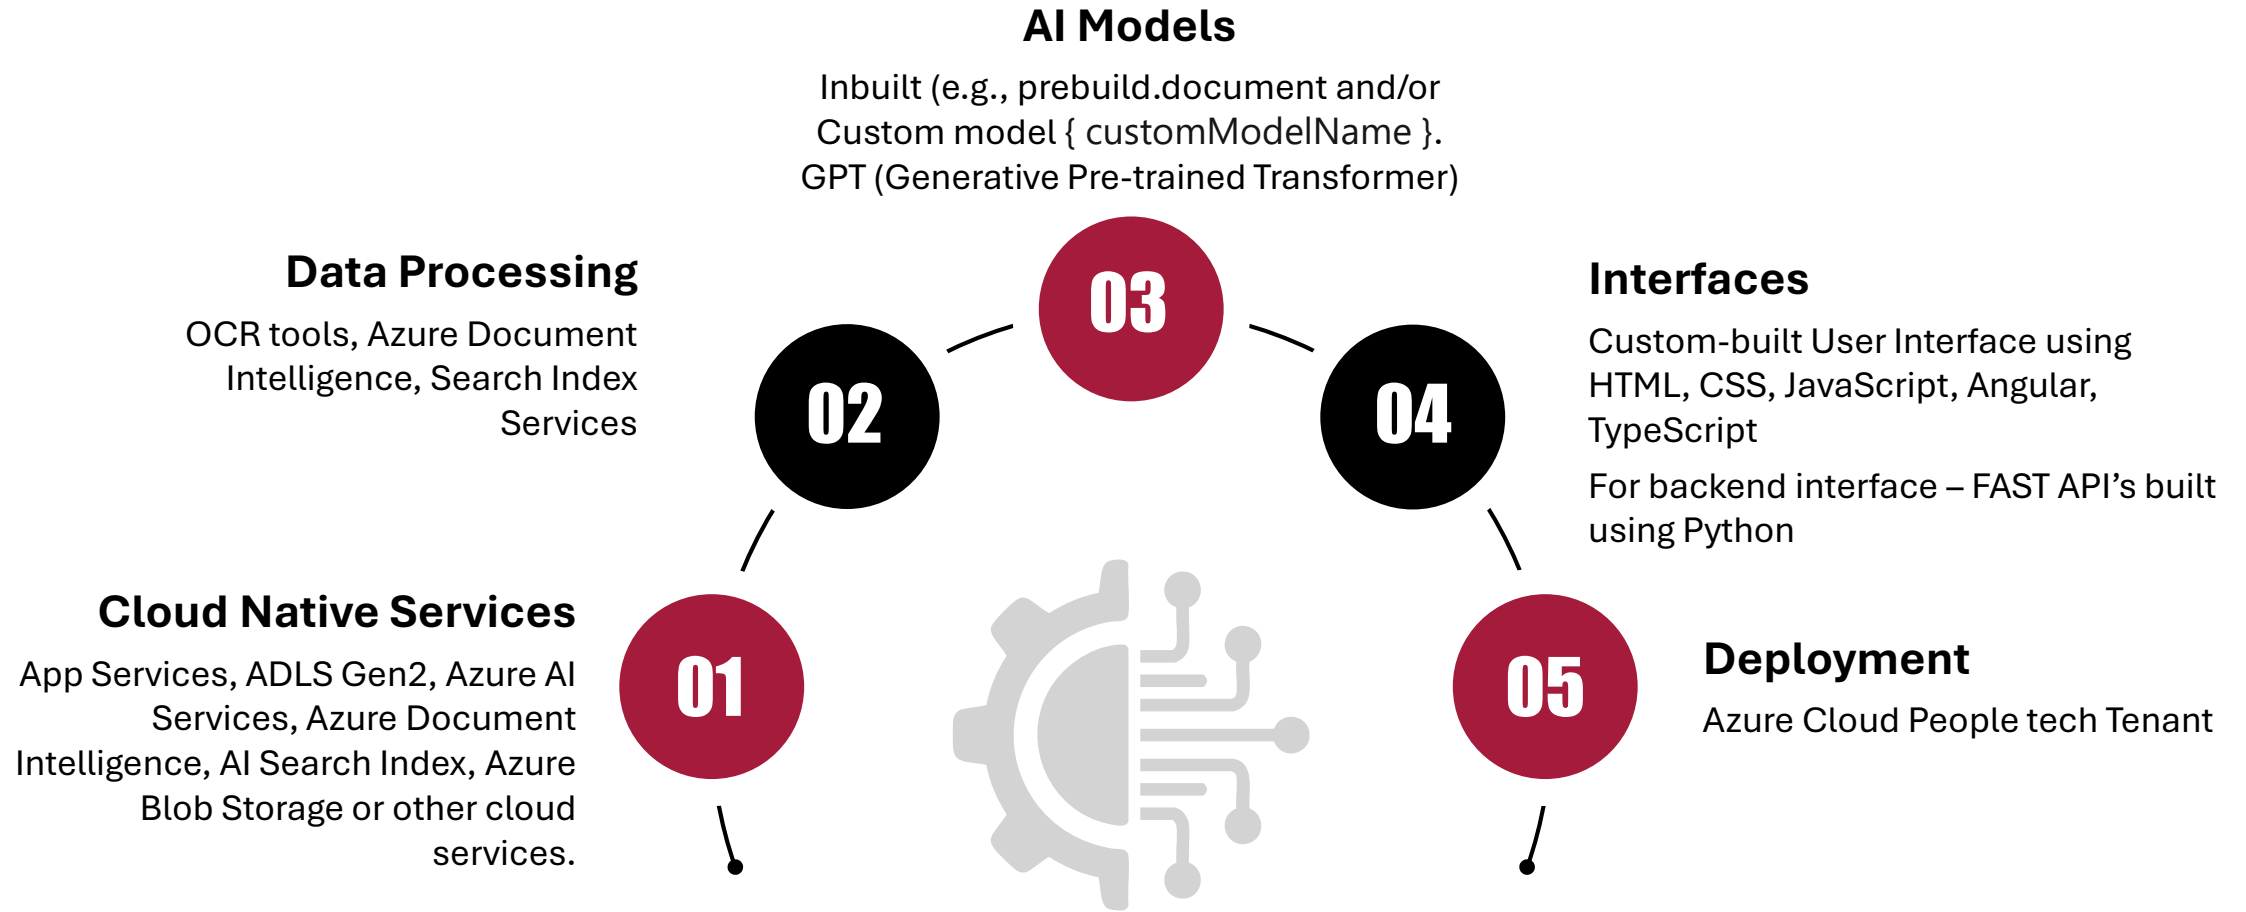 AI Models
Inbuilt (e.g., prebuild.document and/or
Custom model { customModelName }.
GPT (Generative Pre-trained Transformer)
03
Data Processing
OCR tools, Azure Document
Intelligence, Search Index
Services
02
Interfaces
Custom-built User Interface using
HTML, CSS, JavaScript, Angular,
TypeScript
For backend interface – FAST API’s built
using Python
04
Cloud Native Services
App Services, ADLS Gen2, Azure AI
Services, Azure Document
Intelligence, AI Search Index, Azure
Blob Storage or other cloud
services.
01
05
Deployment
Azure Cloud People tech Tenant